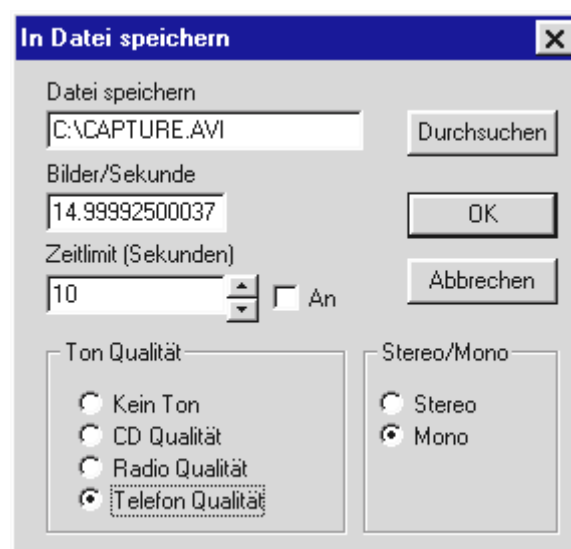 In Datei speichern
Datei speichern
C:\CAPTURE.AVI
Durchsuchen
Bilder/Sekunde
14.99992500037
OK
Zeitlimit (Sekunden)
10
An
Abbrechen
Ton Qualität
Kein Ton
CD Qualität
Radio Qualität
Telefon Qualität
Stereo/Mono
Stereo
Mono